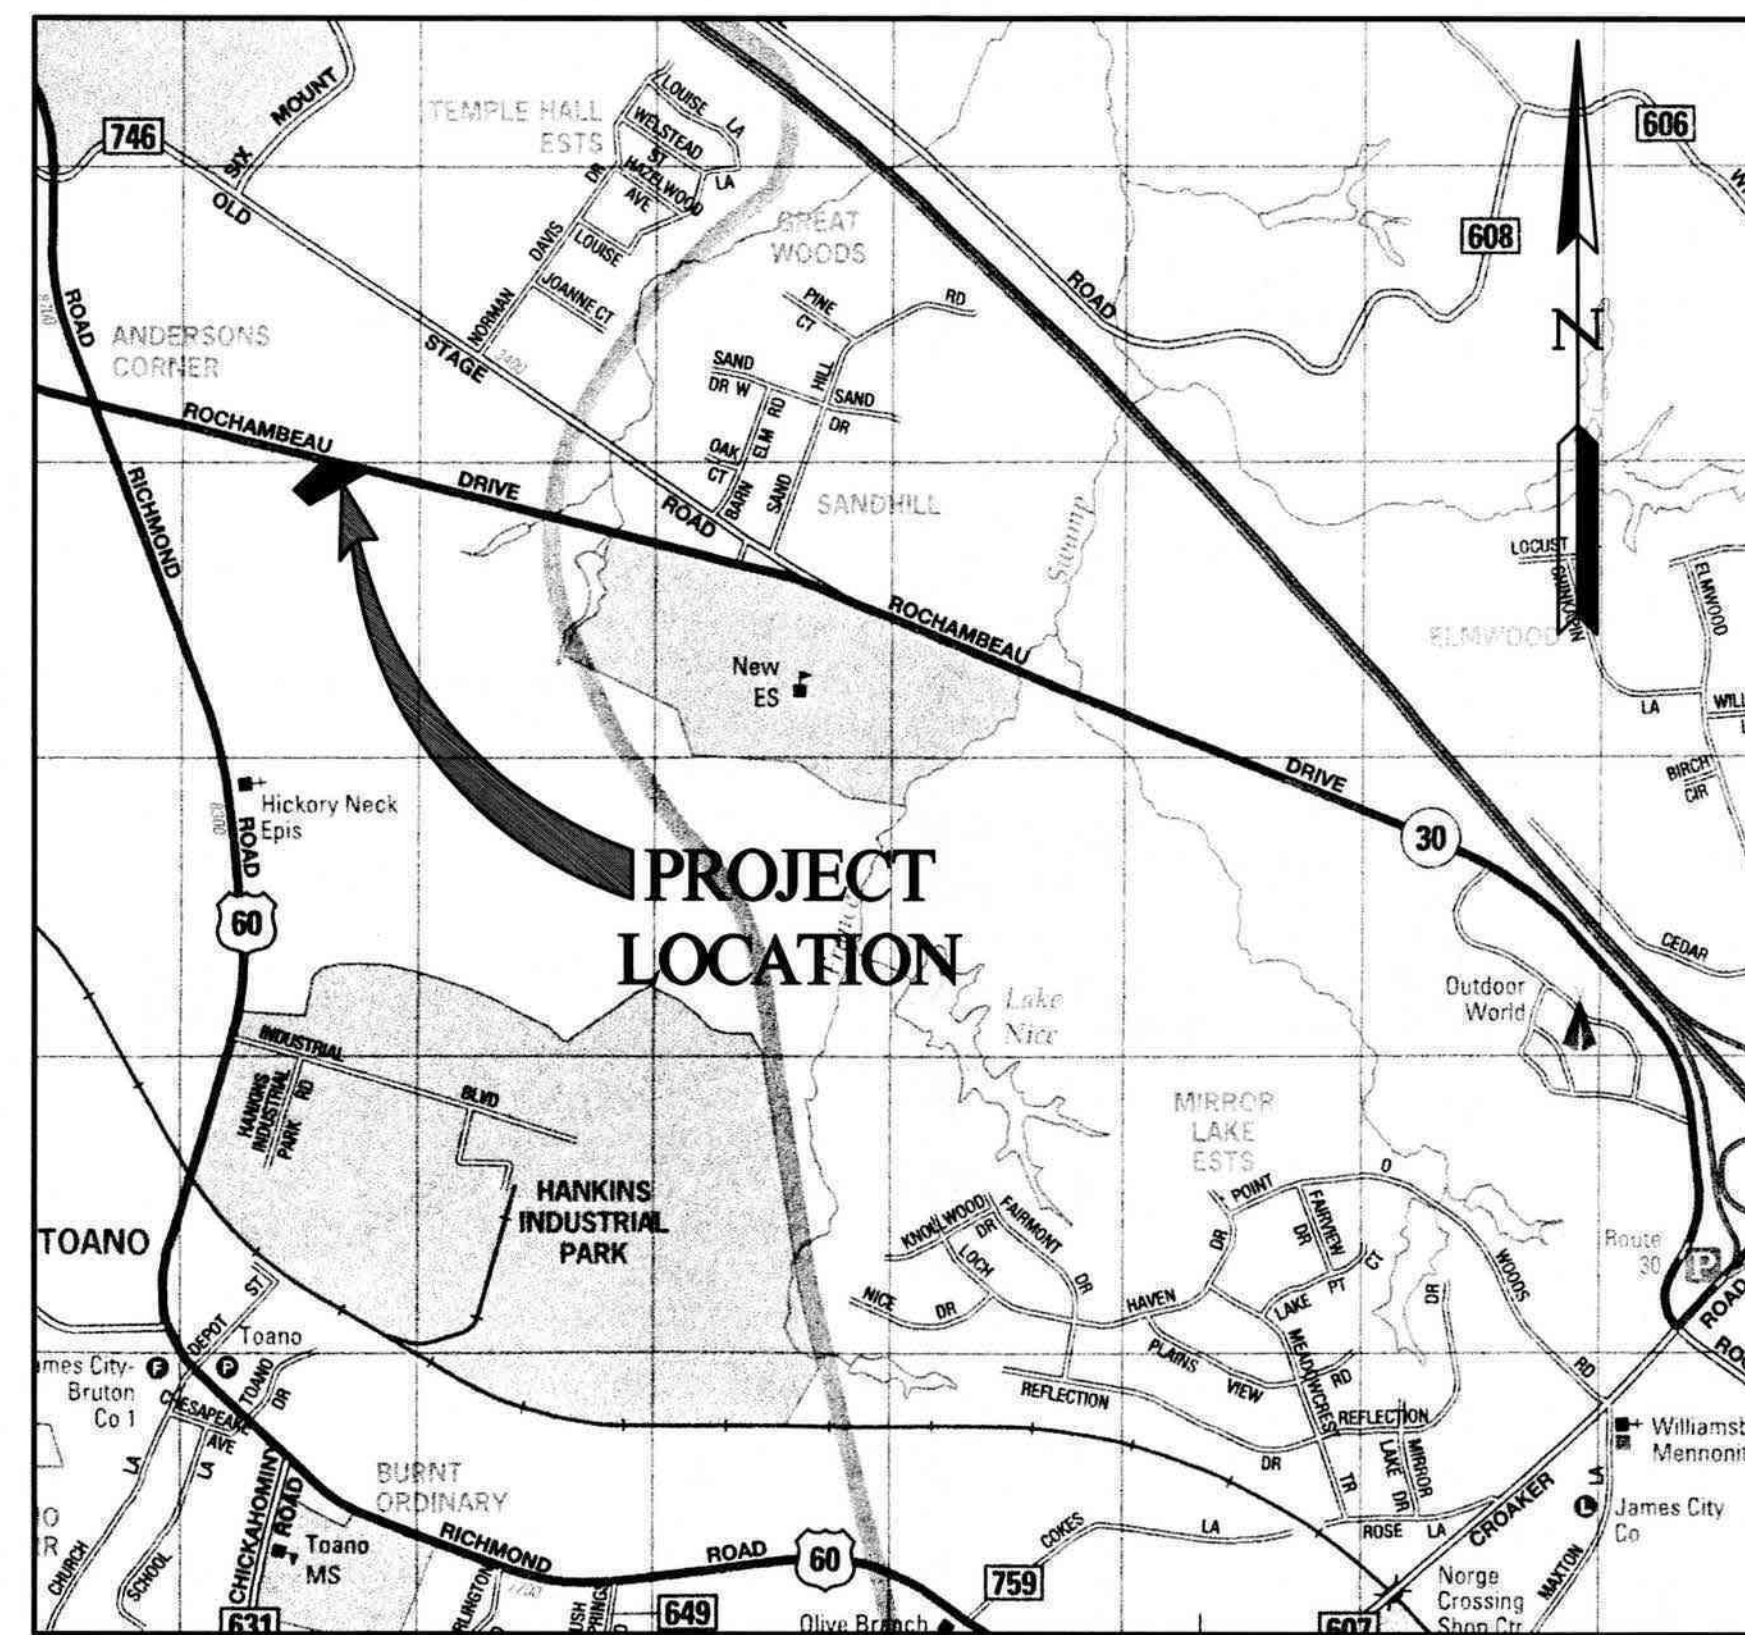 746
SIX MOUNT
OLD STAGE ROAD
TEMPLE HALL
ESTS
LOUISE LA
WELSTEAD
ST
HAZELWOOD
AVE
LA
LOUISE
NORMAN DAVIS DR
JOANNE CT
GREAT
WOODS
PINE
CT
RD
SAND
DR W
HILL
SAND
DR
OAK
CT
BARN ELM RD
SAND
SANDHILL
ROAD
606
608
N
8710
ROAD
ANDERSONS
CORNER
2400
ROCHAMBEAU DRIVE
RICHMOND
ROCHAMBEAU
DRIVE
30
Swamp
LOCUST
CHINKAPIN
ELMWOOD
ELMWOOD
LA
BIRCH
CIR
CEDAR
New
ES
Hickory Neck
Epis
8300
ROAD
60
PROJECT
LOCATION
Lake
Nice
Outdoor
World
INDUSTRIAL BLVD
HANKINS
INDUSTRIAL
PARK RD
HANKINS
INDUSTRIAL
PARK
TOANO
MIRROR
LAKE
ESTS
POINT O WOODS RD
FAIRVIEW
DR
DR
KNOLLWOOD
DR
FAIRMONT
DR
LOCH
NICE DR
HAVEN
LAKE PT CT
DR
PLAINS VIEW RD
MEADOWCREST
TR
REFLECTION
DR
REFLECTION
MIRROR
LAKE DR
ROSE LA
Route
30
P
ROAD
CROAKER
DEPOT ST
Toano
F
P
TOANO
DR
Bruton
Co 1
CHESAPEAKE
AVE
LA
LA
CHURCH
SCHOOL
CHICKAHOMINY
ROAD
Toano
MS
BURNT
ORDINARY
RICHMOND ROAD
60
7200
631
649
759
607
COKES LA
Olive Branch
Norge
Crossing
Shop Ctr
MAXTON
LA
L
James City
Co